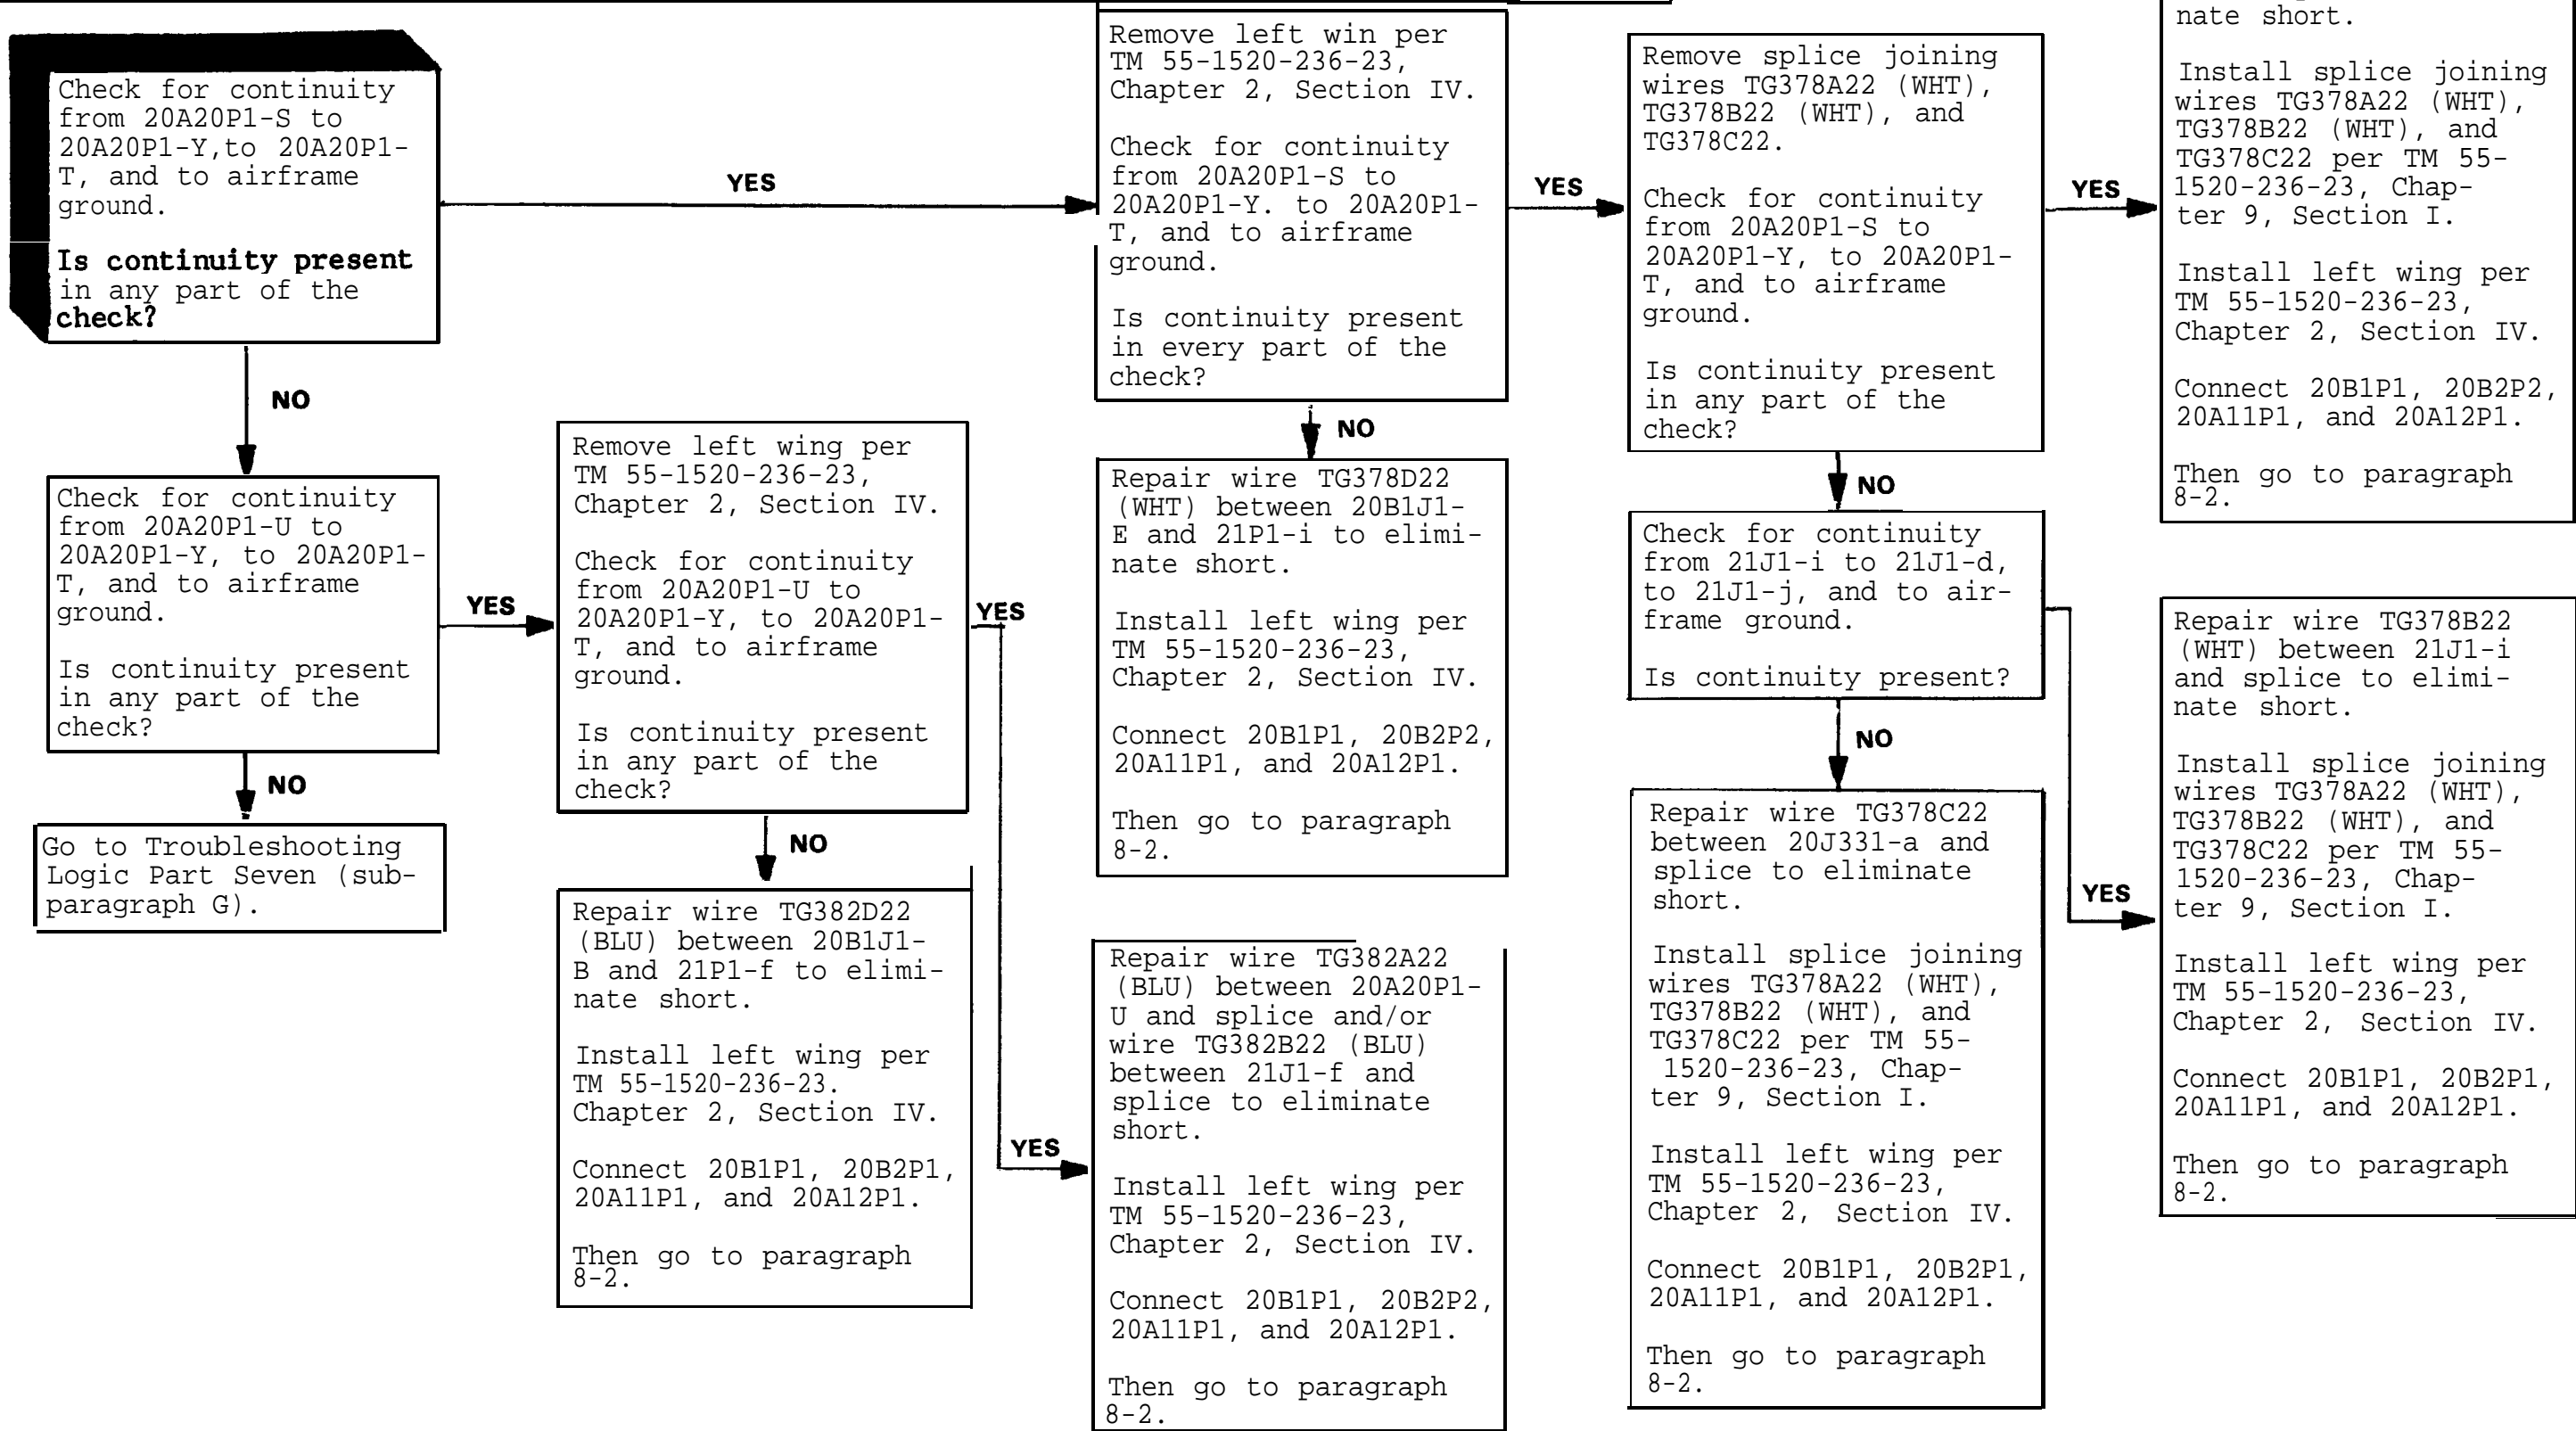 Check for continuity
from 20A20P1-S to
20A20P1-Y,to 20A20P1-
T, and to airframe
ground.
Is continuity present
in any part of the
check?
YES
NO
Check for continuity
from 20A20P1-U to
20A20P1-Y, to 20A20P1-
T, and to airframe
ground.
Is continuity present
in any part of the
check?
YES
NO
Go to Troubleshooting
Logic Part Seven (sub-
paragraph G).
Remove left wing per
TM 55-1520-236-23,
Chapter 2, Section IV.
Check for continuity
from 20A20P1-U to
20A20P1-Y, to 20A20P1-
T, and to airframe
ground.
Is continuity present
in any part of the
check?
YES
NO
Repair wire TG382D22
(BLU) between 20B1J1-
B and 21P1-f to elimi-
nate short.
Install left wing per
TM 55-1520-236-23.
Chapter 2, Section IV.
Connect 20B1P1, 20B2P1,
20A11P1, and 20A12P1.
Then go to paragraph
8-2.
Remove left win per
TM 55-1520-236-23,
Chapter 2, Section IV.
Check for continuity
from 20A20P1-S to
20A20P1-Y. to 20A20P1-
T, and to airframe
ground.
Is continuity present
in every part of the
check?
YES
NO
Repair wire TG378D22
(WHT) between 20B1J1-
E and 21P1-i to elimi-
nate short.
Install left wing per
TM 55-1520-236-23,
Chapter 2, Section IV.
Connect 20B1P1, 20B2P2,
20A11P1, and 20A12P1.
Then go to paragraph
8-2.
YES
Repair wire TG382A22
(BLU) between 20A20P1-
U and splice and/or
wire TG382B22 (BLU)
between 21J1-f and
splice to eliminate
short.
Install left wing per
TM 55-1520-236-23,
Chapter 2, Section IV.
Connect 20B1P1, 20B2P2,
20A11P1, and 20A12P1.
Then go to paragraph
8-2.
Remove splice joining
wires TG378A22 (WHT),
TG378B22 (WHT), and
TG378C22.
Check for continuity
from 20A20P1-S to
20A20P1-Y, to 20A20P1-
T, and to airframe
ground.
Is continuity present
in any part of the
check?
YES
NO
Check for continuity
from 21J1-i to 21J1-d,
to 21J1-j, and to air-
frame ground.
Is continuity present?
NO
YES
Repair wire TG378C22
between 20J331-a and
splice to eliminate
short.
Install splice joining
wires TG378A22 (WHT),
TG378B22 (WHT), and
TG378C22 per TM 55-
1520-236-23, Chap-
ter 9, Section I.
Install left wing per
TM 55-1520-236-23,
Chapter 2, Section IV.
Connect 20B1P1, 20B2P1,
20A11P1, and 20A12P1.
Then go to paragraph
8-2.
nate short.
Install splice joining
wires TG378A22 (WHT),
TG378B22 (WHT), and
TG378C22 per TM 55-
1520-236-23, Chap-
ter 9, Section I.
Install left wing per
TM 55-1520-236-23,
Chapter 2, Section IV.
Connect 20B1P1, 20B2P2,
20A11P1, and 20A12P1.
Then go to paragraph
8-2.
Repair wire TG378B22
(WHT) between 21J1-i
and splice to elimi-
nate short.
Install splice joining
wires TG378A22 (WHT),
TG378B22 (WHT), and
TG378C22 per TM 55-
1520-236-23, Chap-
ter 9, Section I.
Install left wing per
TM 55-1520-236-23,
Chapter 2, Section IV.
Connect 20B1P1, 20B2P1,
20A11P1, and 20A12P1.
Then go to paragraph
8-2.